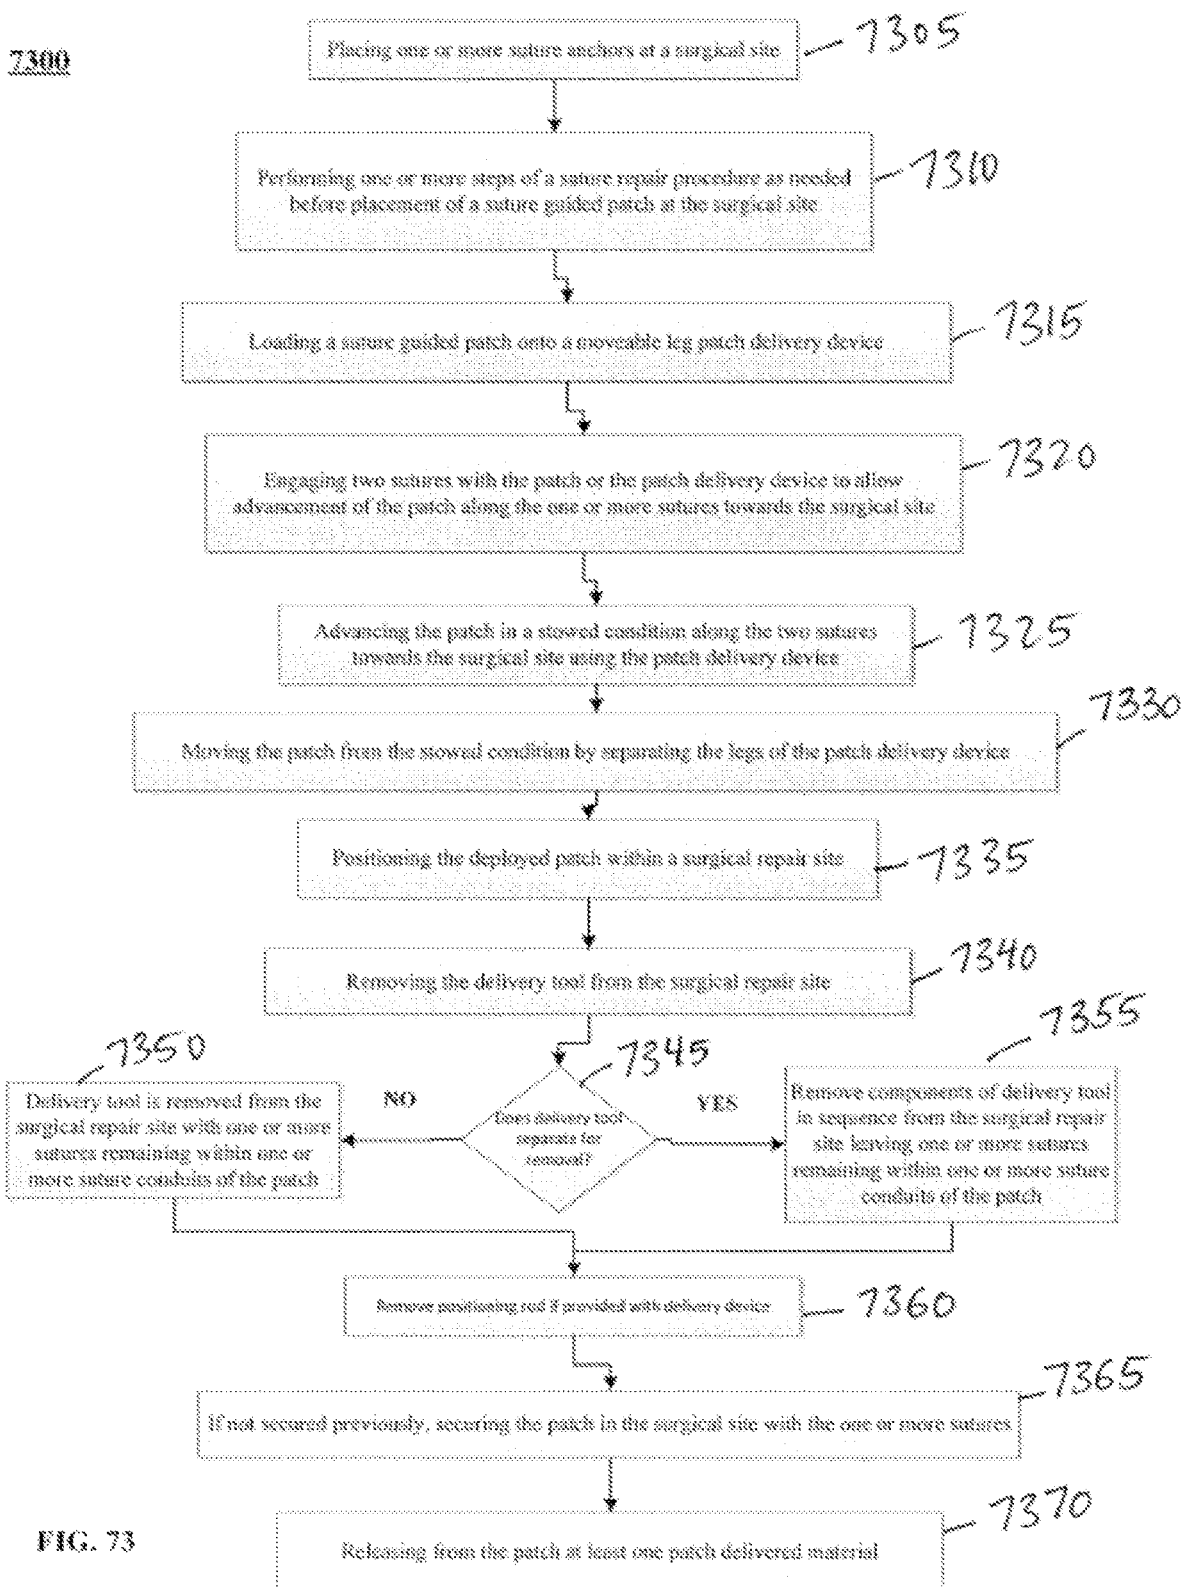 7300
Placing one or more suture anchors at a surgical site
7305
Performing one or more steps of a suture repair procedure as needed
before placement of a suture guided patch at the surgical site
7310
Loading a suture guided patch onto a moveable leg patch delivery device
7315
Engaging two sutures with the patch or the patch delivery device to allow
advancement of the patch along the one or more sutures towards the surgical site
7320
Advancing the patch in a stowed condition along the two sutures
towards the surgical site using the patch delivery device
7325
Moving the patch from the stowed condition by separating the legs of the patch delivery device
7330
Positioning the deployed patch within a surgical repair site
7335
Removing the delivery tool from the surgical repair site
7340
7345
Does delivery tool
separate for
removal?
NO
YES
7350
Delivery tool is removed from the
surgical repair site with one or more
sutures remaining within one or
more suture conduits of the patch
7355
Remove components of delivery tool
in sequence from the surgical repair
site leaving one or more sutures
remaining within one or more suture
conduits of the patch
Remove positioning rod if provided with delivery device
7360
If not secured previously, securing the patch in the surgical site with the one or more sutures
7365
Releasing from the patch at least one patch delivered material
7370
FIG. 73